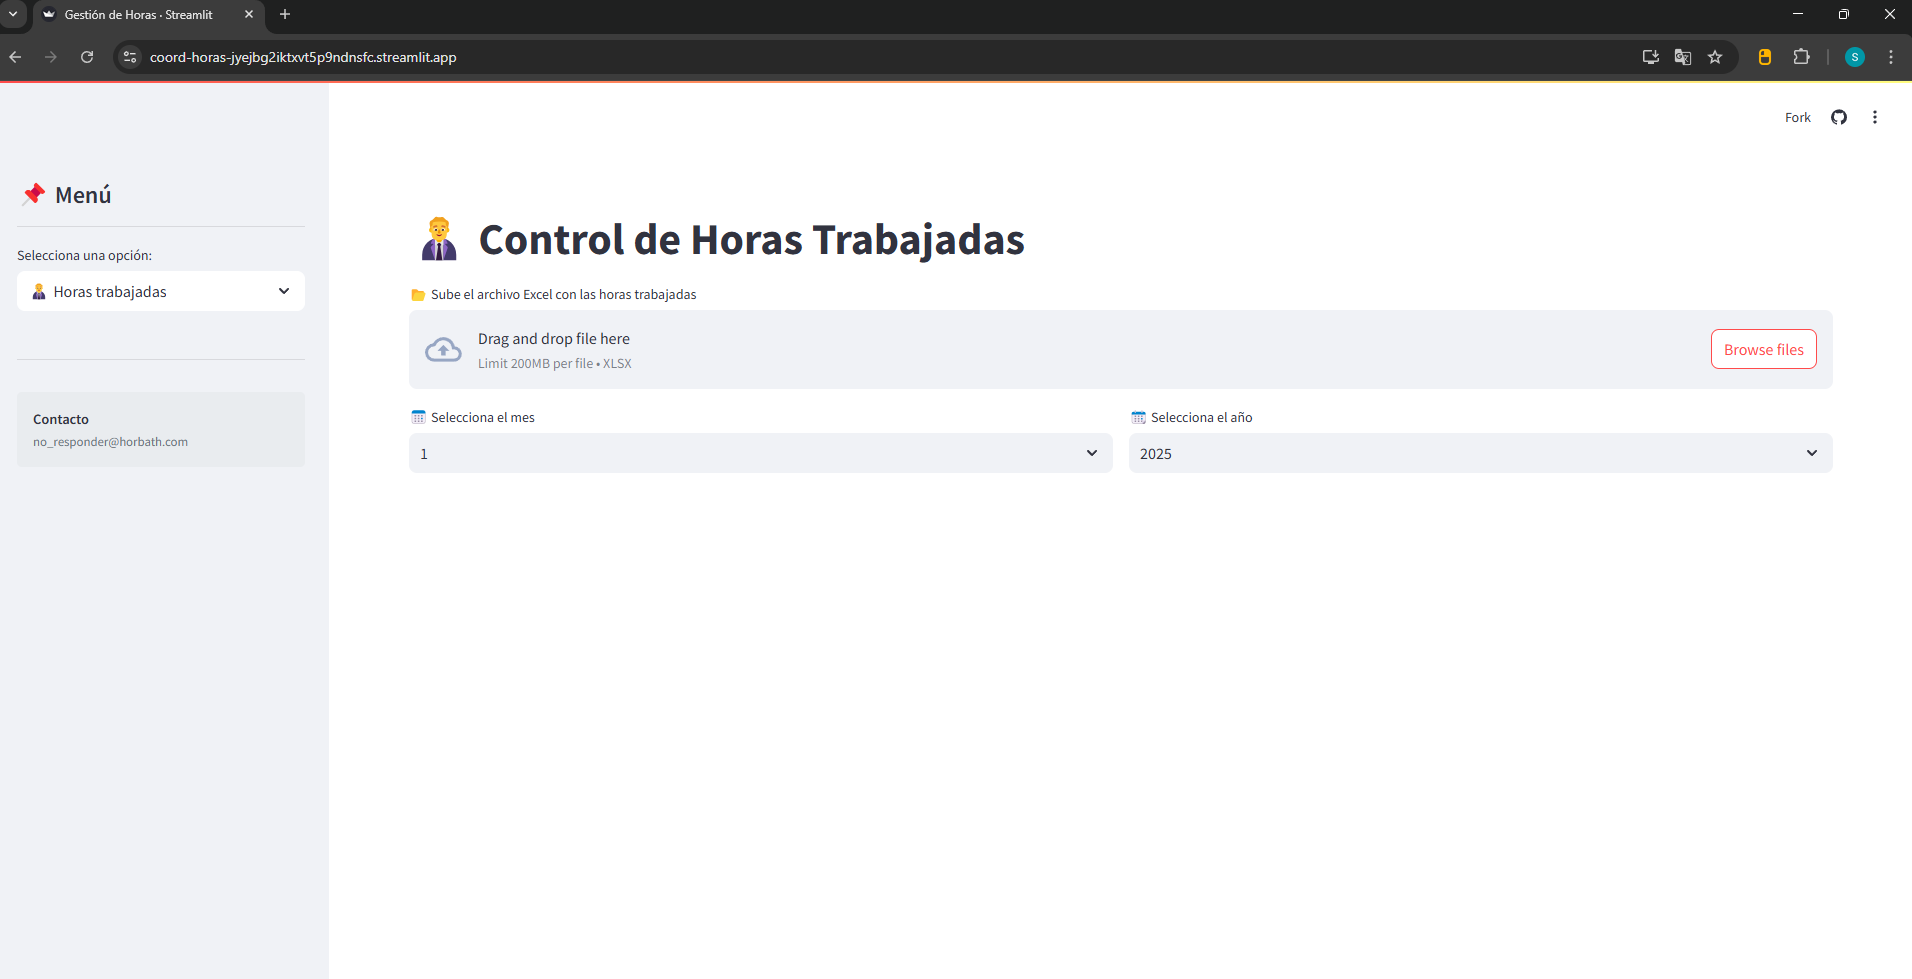 Gestión de Horas · Streamlit
coord-horas-jyejbg2iktxvt5p9ndnsfc.streamlit.app
S
Fork
Menú
Selecciona una opción:
Horas trabajadas
Contacto
no_responder@horbath.com
Control de Horas Trabajadas
Sube el archivo Excel con las horas trabajadas
Drag and drop file here
Limit 200MB per file • XLSX
Browse files
Selecciona el mes
1
Selecciona el año
2025